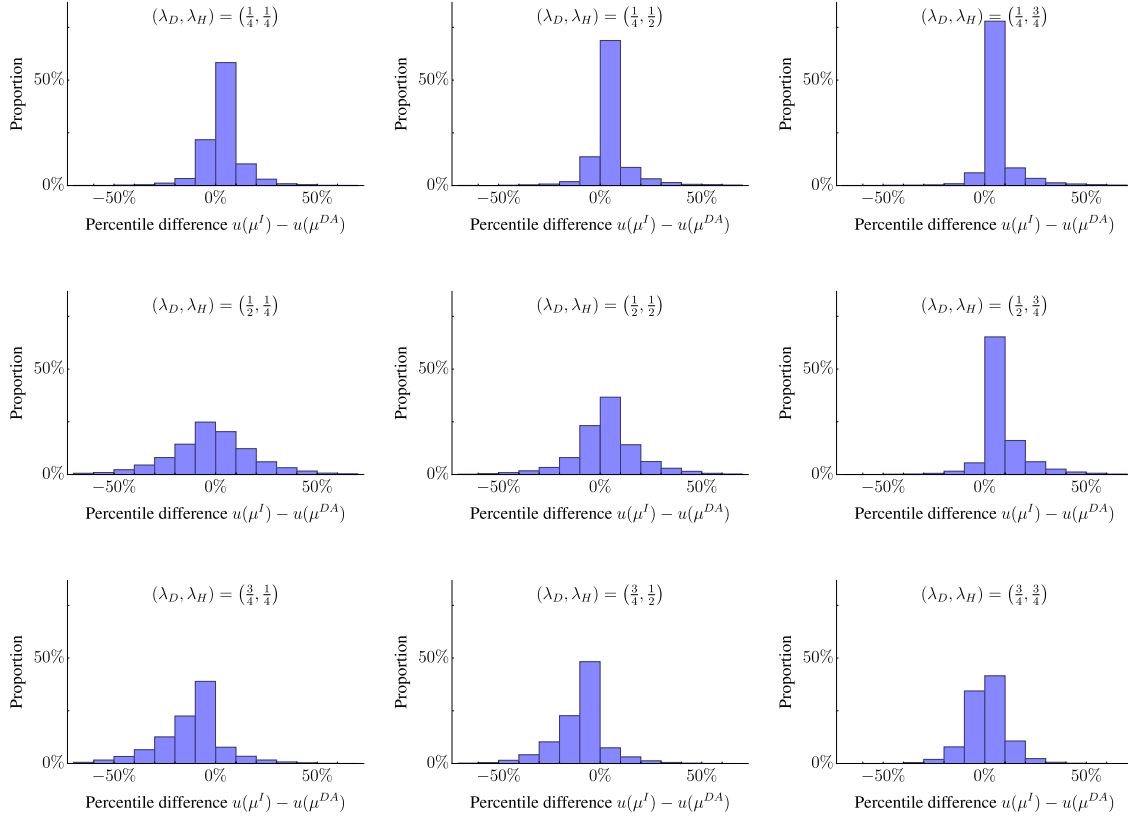 (λ_D, λ_H) = (1/4, 1/4)
Proportion
50%
0%
−50% 0% 50%
Percentile difference u(μ^I) − u(μ^{DA})
(λ_D, λ_H) = (1/4, 1/2)
Proportion
50%
0%
−50% 0% 50%
Percentile difference u(μ^I) − u(μ^{DA})
(λ_D, λ_H) = (1/4, 3/4)
Proportion
50%
0%
−50% 0% 50%
Percentile difference u(μ^I) − u(μ^{DA})
(λ_D, λ_H) = (1/2, 1/4)
Proportion
50%
0%
−50% 0% 50%
Percentile difference u(μ^I) − u(μ^{DA})
(λ_D, λ_H) = (1/2, 1/2)
Proportion
50%
0%
−50% 0% 50%
Percentile difference u(μ^I) − u(μ^{DA})
(λ_D, λ_H) = (1/2, 3/4)
Proportion
50%
0%
−50% 0% 50%
Percentile difference u(μ^I) − u(μ^{DA})
(λ_D, λ_H) = (3/4, 1/4)
Proportion
50%
0%
−50% 0% 50%
Percentile difference u(μ^I) − u(μ^{DA})
(λ_D, λ_H) = (3/4, 1/2)
Proportion
50%
0%
−50% 0% 50%
Percentile difference u(μ^I) − u(μ^{DA})
(λ_D, λ_H) = (3/4, 3/4)
Proportion
50%
0%
−50% 0% 50%
Percentile difference u(μ^I) − u(μ^{DA})